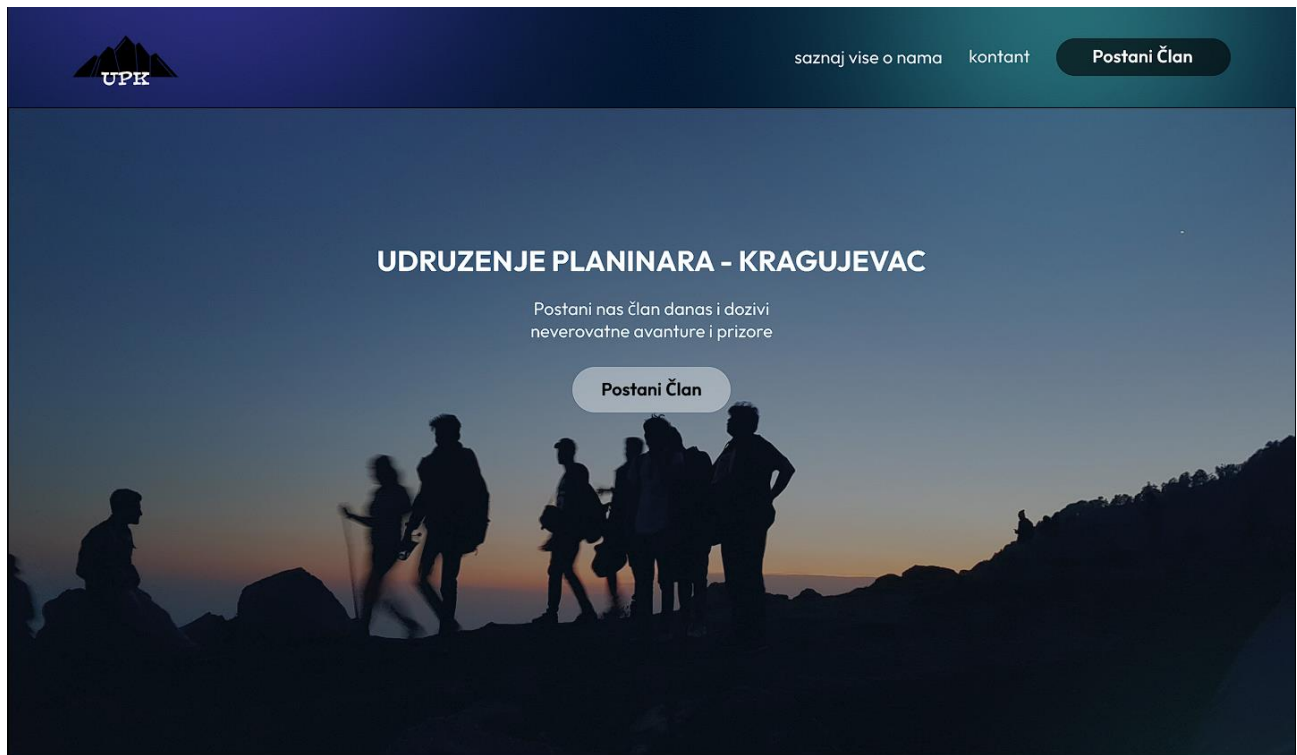 UPK
saznaj vise o nama
kontant
Postani Član
UDRUZENJE PLANINARA - KRAGUJEVAC
Postani nas član danas i dozivi
neverovatne avanture i prizore
Postani Član